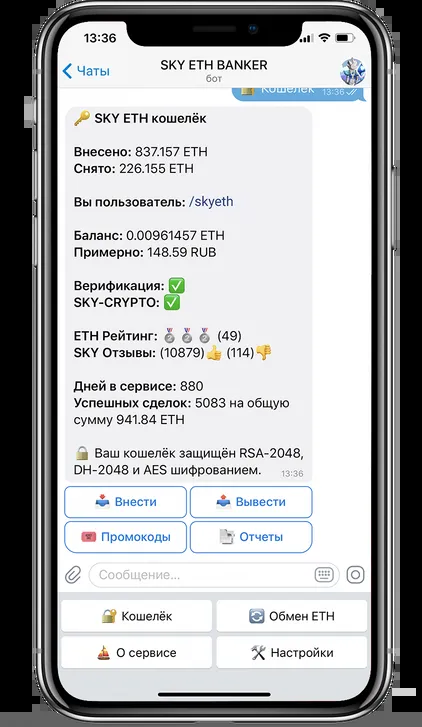 13:36
Чаты
SKY ETH BANKER
бот
Кошелёк 13:36
SKY ETH кошелёк
Внесено: 837.157 ETH
Снято: 226.155 ETH
Вы пользователь: /skyeth
Баланс: 0.00961457 ETH
Примерно: 148.59 RUB
Верификация: ✅
SKY-CRYPTO: ✅
ETH Рейтинг: 🥈🥈🥈 (49)
SKY Отзывы: (10879)👍 (114)👎
Дней в сервисе: 880
Успешных сделок: 5083 на общую
сумму 941.84 ETH
🔒 Ваш кошелёк защищён RSA-2048,
DH-2048 и AES шифрованием. 13:36
Внести
Вывести
Промокоды
Отчеты
Сообщение...
Кошелёк
Обмен ETH
О сервисе
Настройки